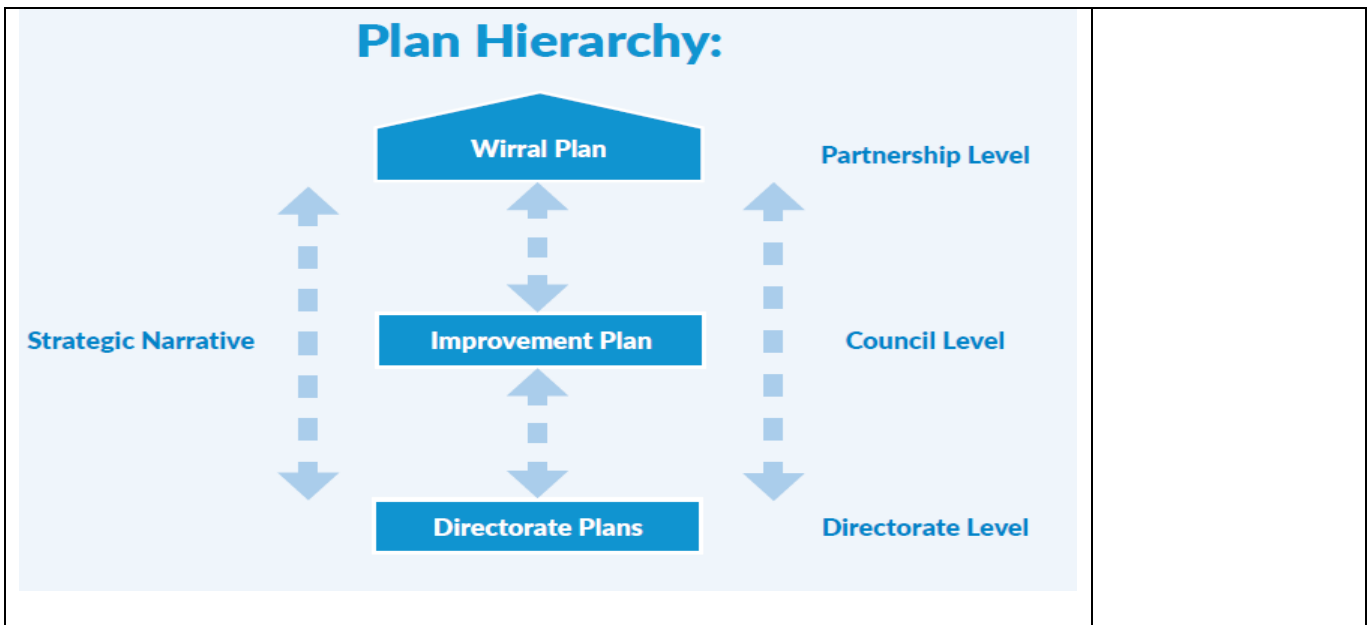 Plan Hierarchy:
Wirral Plan
Partnership Level
Strategic Narrative
Improvement Plan
Council Level
Directorate Plans
Directorate Level